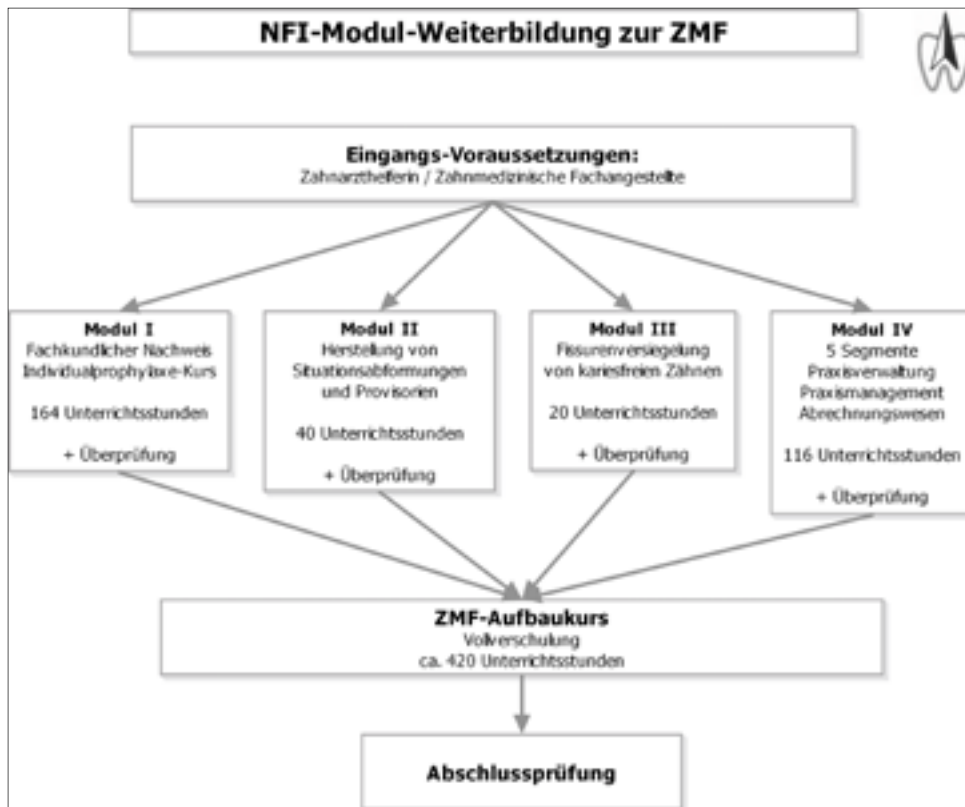 NFI-Modul-Weiterbildung zur ZMF
Eingangs-Voraussetzungen:
Zahnarzthelferin / Zahnmedizinische Fachangestellte
Modul I
Fachkundlicher Nachweis
Individualprophylaxe-Kurs
164 Unterrichtsstunden
+ Überprüfung
Modul II
Herstellung von
Situationsabformungen
und Provisorien
40 Unterrichtsstunden
+ Überprüfung
Modul III
Fissurenversiegelung
von kariesfreien Zähnen
20 Unterrichtsstunden
+ Überprüfung
Modul IV
5 Segmente
Praxisverwaltung
Praxismanagement
Abrechnungswesen
116 Unterrichtsstunden
+ Überprüfung
ZMF-Aufbaukurs
Vollverschulung
ca. 420 Unterrichtsstunden
Abschlussprüfung